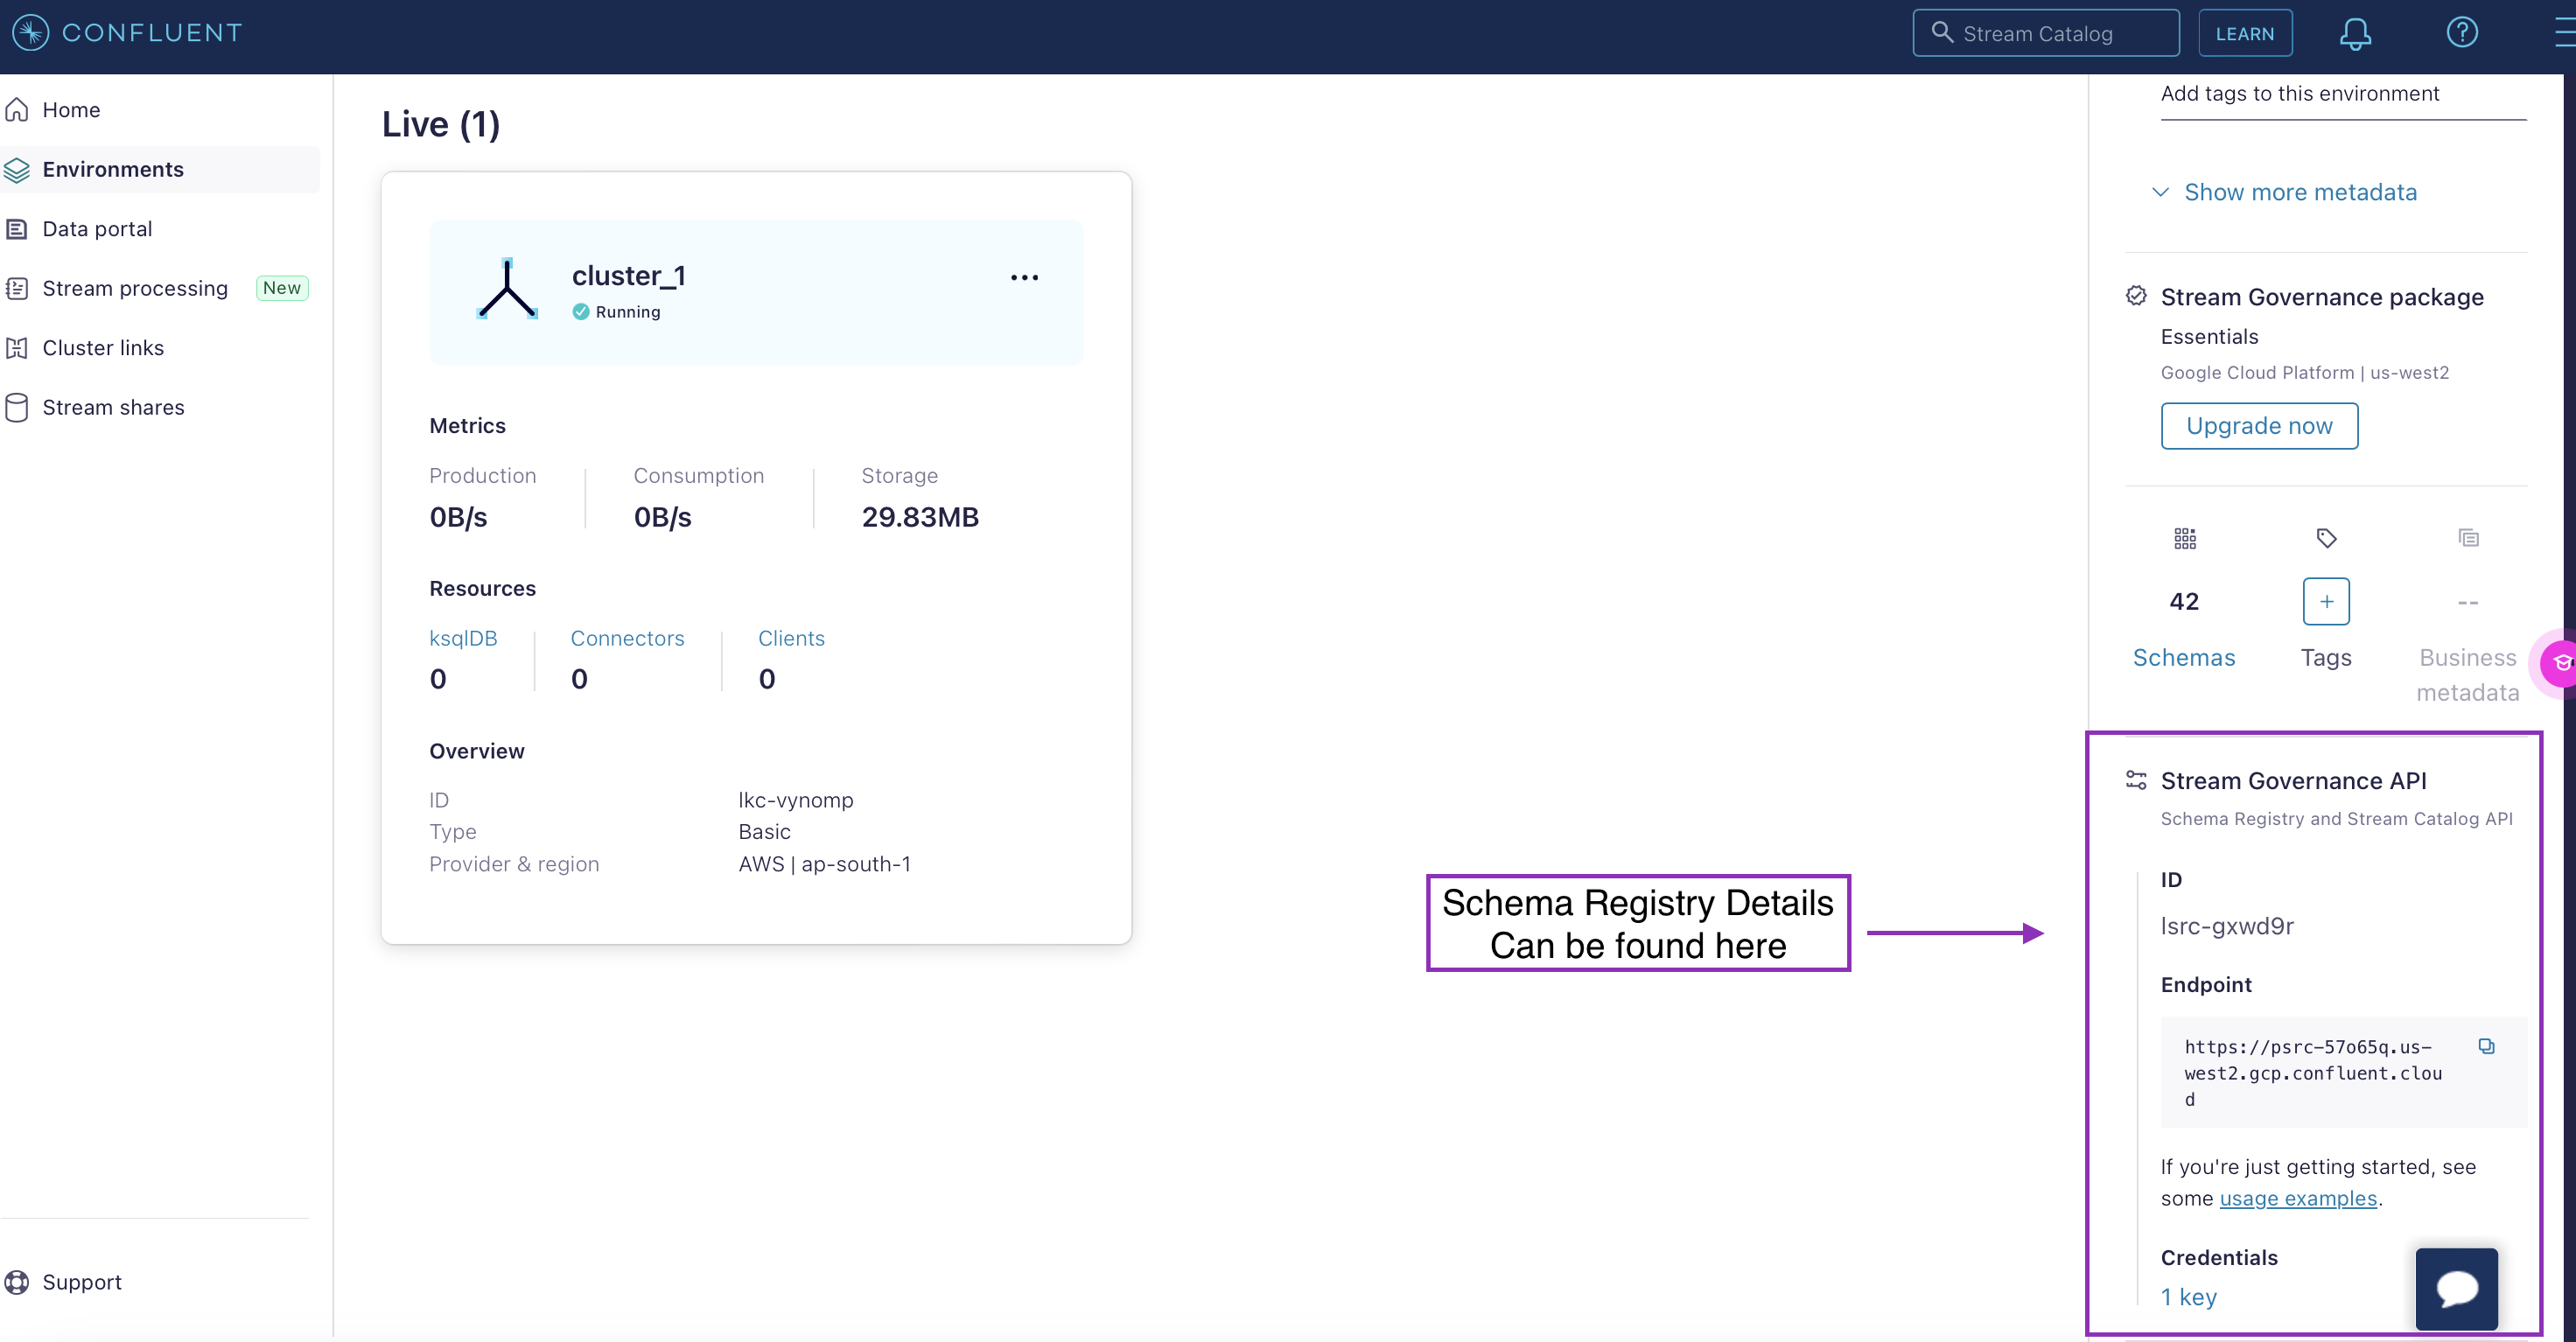 CONFLUENT
Stream Catalog
LEARN
Home
Environments
Data portal
Stream processing New
Cluster links
Stream shares
Support
Live (1)
cluster_1
Running
Metrics
Production Consumption Storage
0B/s 0B/s 29.83MB
Resources
ksqlDB Connectors Clients
0 0 0
Overview
ID lkc-vynomp
Type Basic
Provider & region AWS | ap-south-1
Schema Registry Details
Can be found here
Add tags to this environment
Show more metadata
Stream Governance package
Essentials
Google Cloud Platform | us-west2
Upgrade now
42 + --
Schemas Tags Business
metadata
Stream Governance API
Schema Registry and Stream Catalog API
ID
lsrc-gxwd9r
Endpoint
https://psrc-57o65q.us-
west2.gcp.confluent.clou
d
If you're just getting started, see
some usage examples.
Credentials
1 key